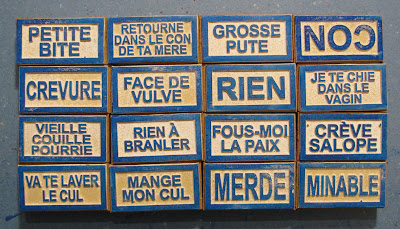 PETITE
BITE
RETOURNE
DANS LE CON
DE TA MERE
GROSSE
PUTE
CON
CREVURE
FACE DE
VULVE
RIEN
JE TE CHIE
DANS LE
VAGIN
VIEILLE
COUILLE
POURRIE
RIEN À
BRANLER
FOUS-MOI
LA PAIX
CRÈVE
SALOPE
VA TE LAVER
LE CUL
MANGE
MON CUL
MERDE
MINABLE